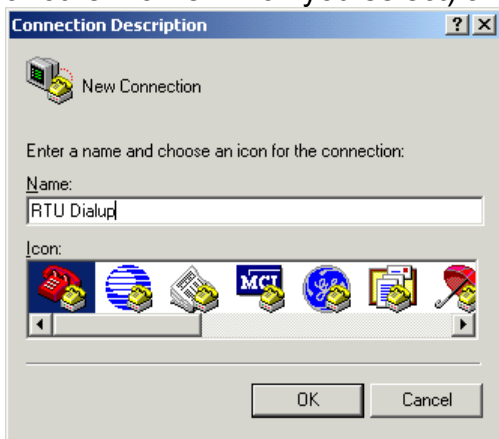 Connection Description
New Connection
Enter a name and choose an icon for the connection:
Name:
RTU Dialup
Icon:
MCI
OK
Cancel